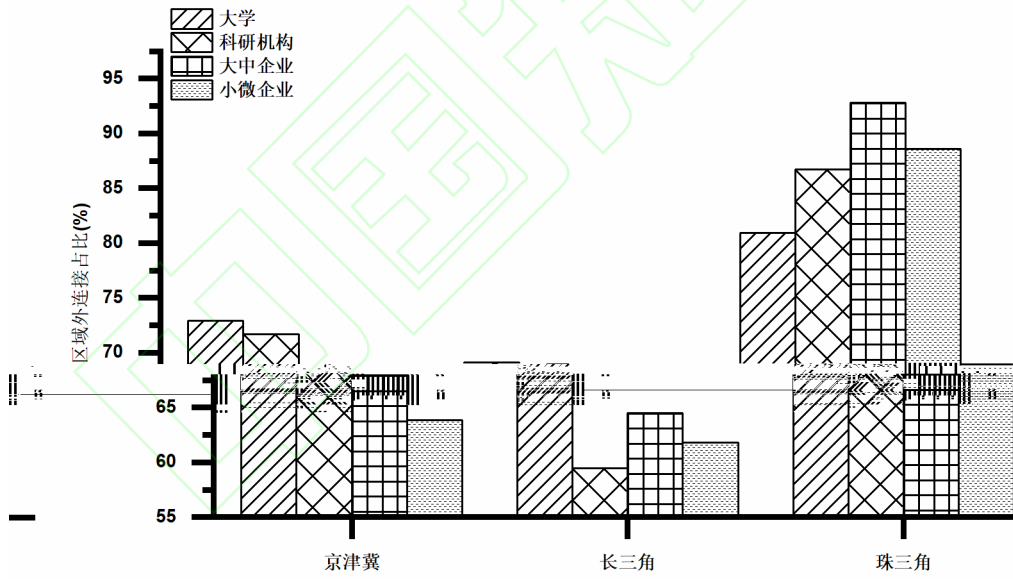 大学
科研机构
大中企业
小微企业
95
90
85
80
75
70
65
60
55
区域外连接占比(%)
京津冀
长三角
珠三角